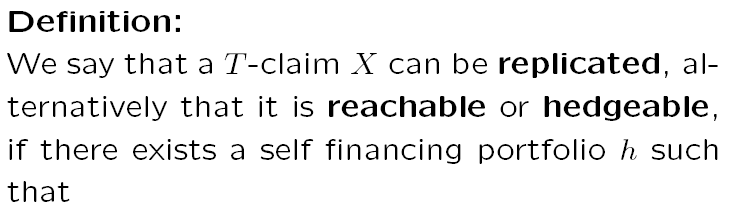 Definition:
We say that a T-claim X can be replicated, al-
ternatively that it is reachable or hedgeable,
if there exists a self financing portfolio h such
that